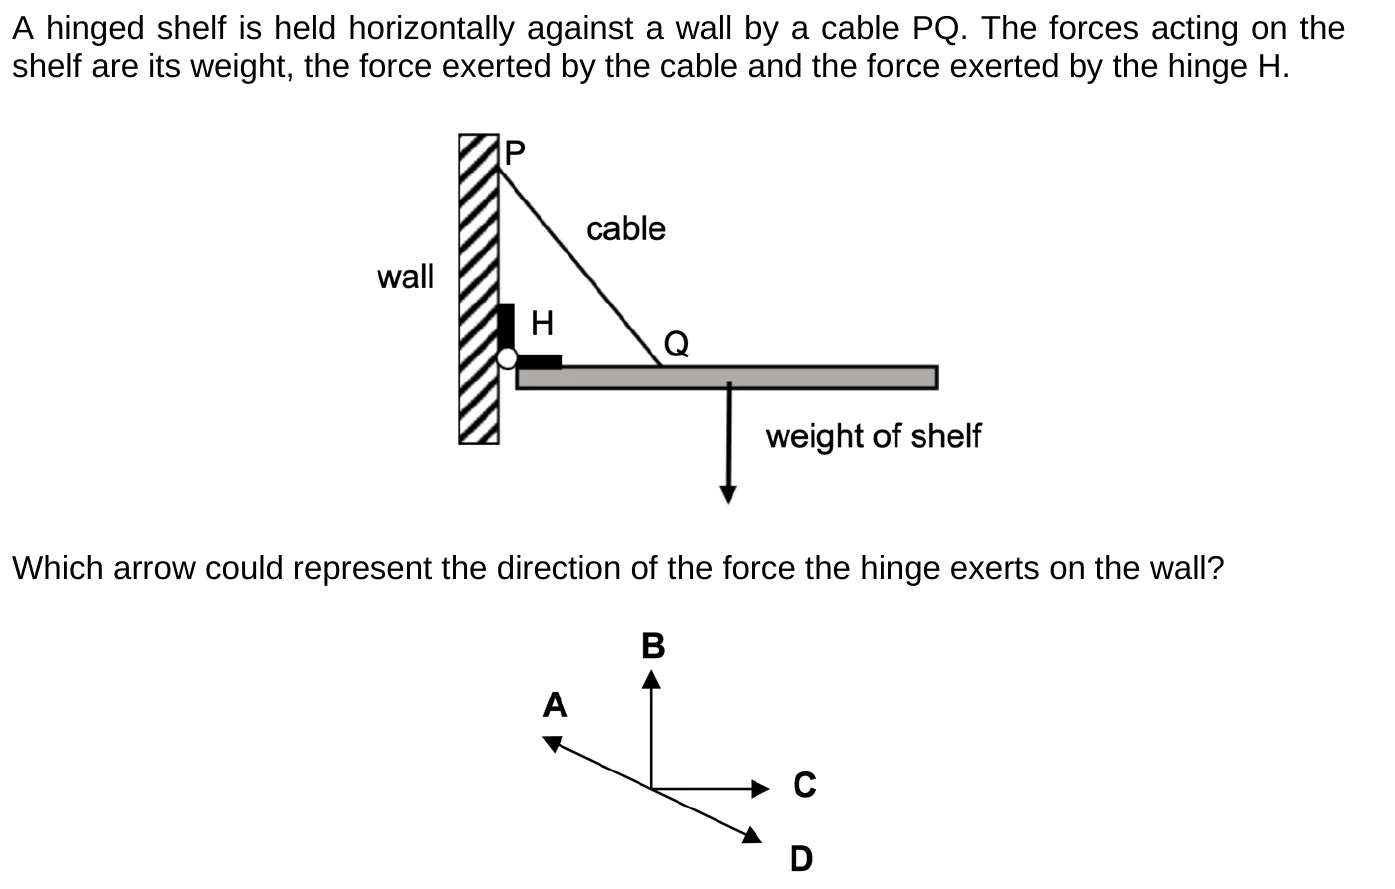 A hinged shelf is held horizontally against a wall by a cable PQ. The forces acting on the
shelf are its weight, the force exerted by the cable and the force exerted by the hinge H.
P
cable
wall
H
Q
weight of shelf
Which arrow could represent the direction of the force the hinge exerts on the wall?
B
A
C
D